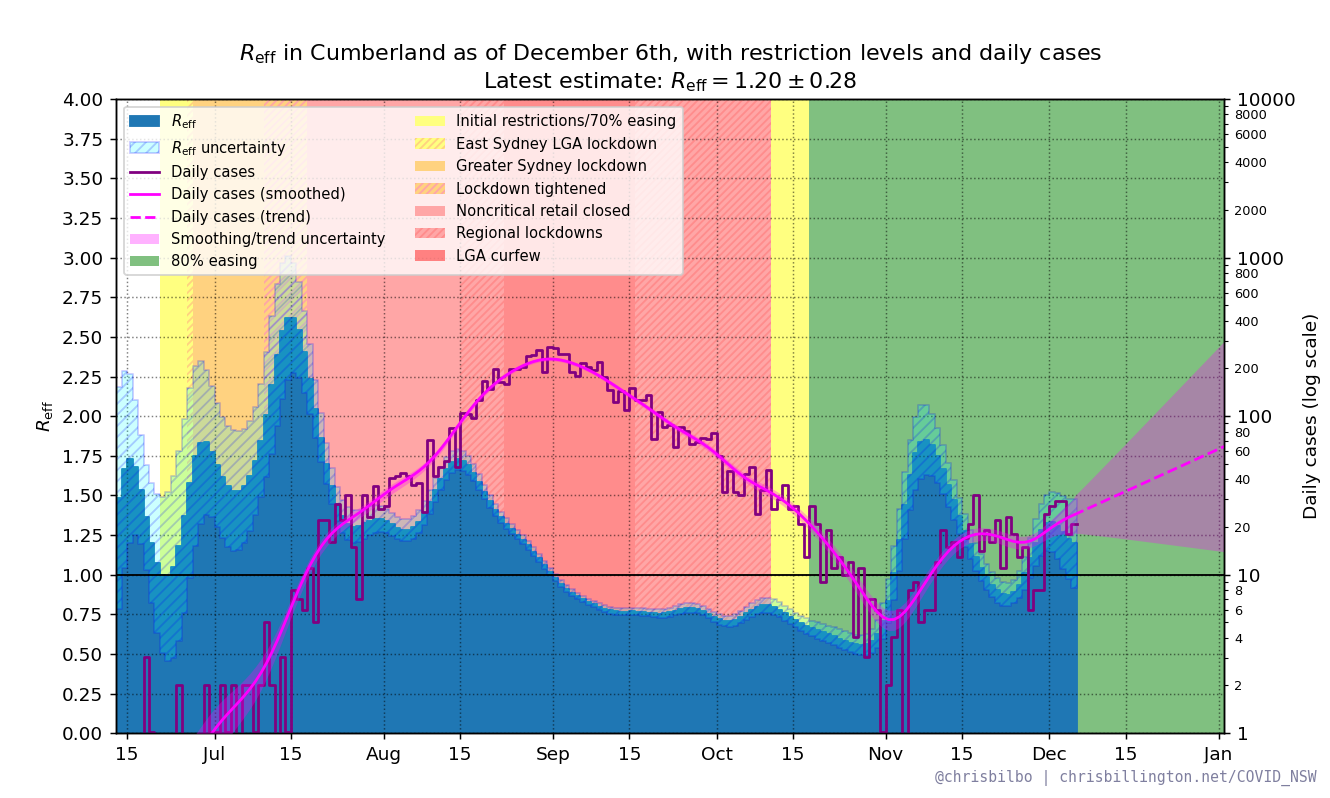 Reff in Cumberland as of December 6th, with restriction levels and daily cases
Latest estimate: Reff = 1.20 ± 0.28
Reff
Reff uncertainty
Daily cases
Daily cases (smoothed)
Daily cases (trend)
Smoothing/trend uncertainty
80% easing
Initial restrictions/70% easing
East Sydney LGA lockdown
Greater Sydney lockdown
Lockdown tightened
Noncritical retail closed
Regional lockdowns
LGA curfew
Reff
4.00
3.75
3.50
3.25
3.00
2.75
2.50
2.25
2.00
1.75
1.50
1.25
1.00
0.75
0.50
0.25
0.00
10000
8000
6000
4000
2000
1000
800
600
400
200
100
80
60
40
20
10
8
6
4
2
1
Daily cases (log scale)
15 Jul 15 Aug 15 Sep 15 Oct 15 Nov 15 Dec 15 Jan
@chrisbilbo | chrisbillington.net/COVID_NSW